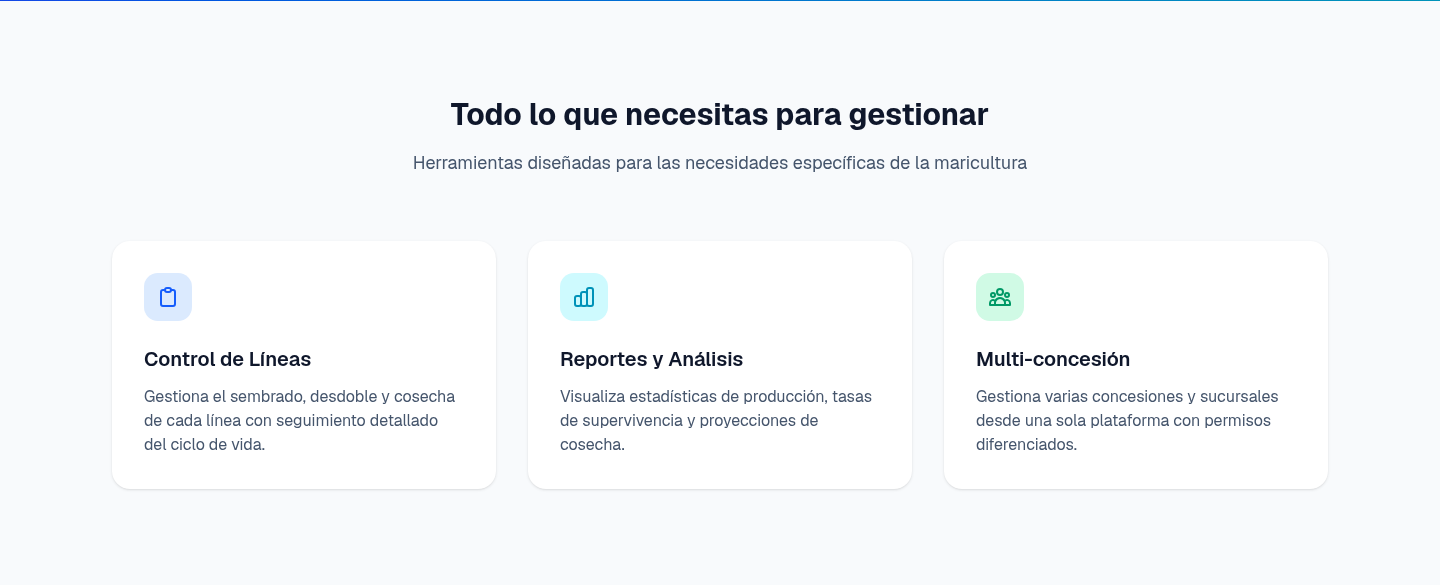 Todo lo que necesitas para gestionar
Herramientas diseñadas para las necesidades específicas de la maricultura
Control de Líneas
Gestiona el sembrado, desdoble y cosecha
de cada línea con seguimiento detallado
del ciclo de vida.
Reportes y Análisis
Visualiza estadísticas de producción, tasas
de supervivencia y proyecciones de
cosecha.
Multi-concesión
Gestiona varias concesiones y sucursales
desde una sola plataforma con permisos
diferenciados.